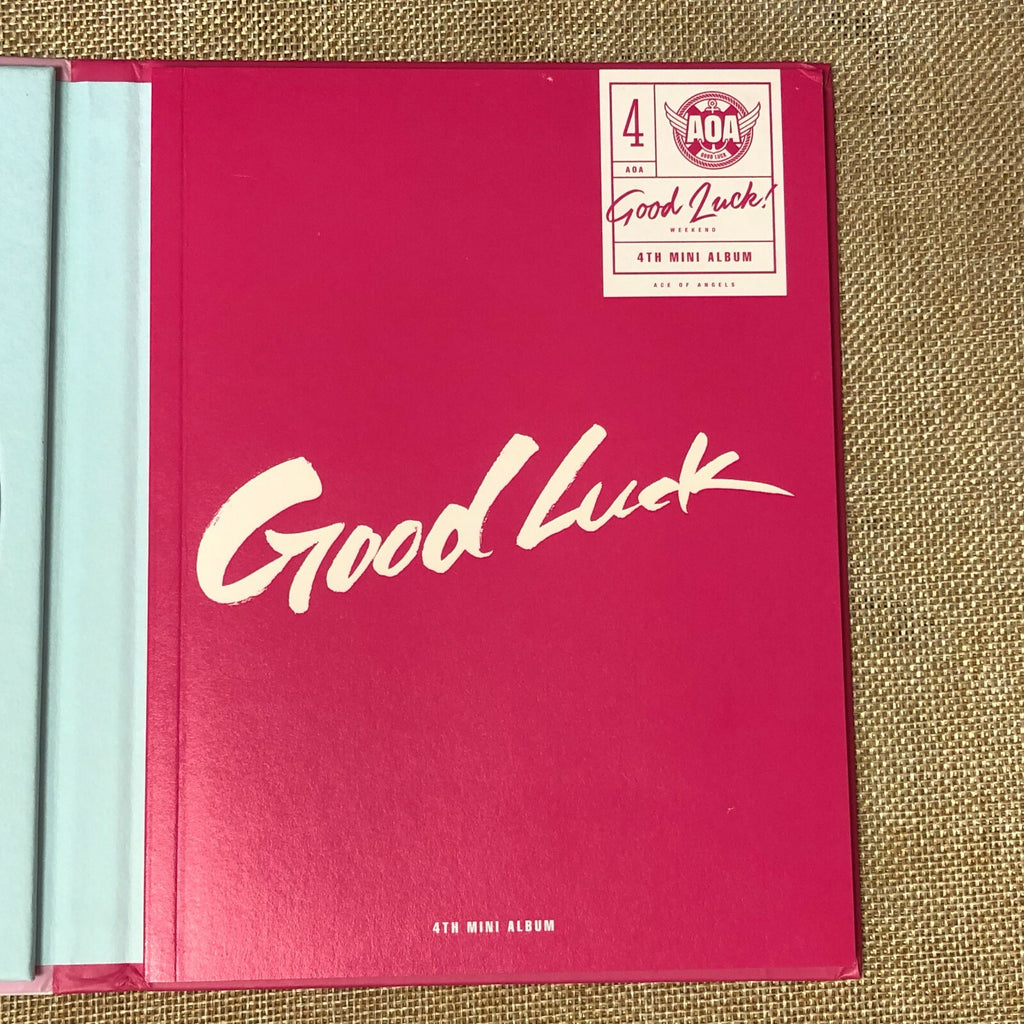 4
AOA
AOA
GOOD LUCK
Good Luck!
WEEKEND
4TH MINI ALBUM
ACE OF ANGELS
Good Luck
4TH MINI ALBUM